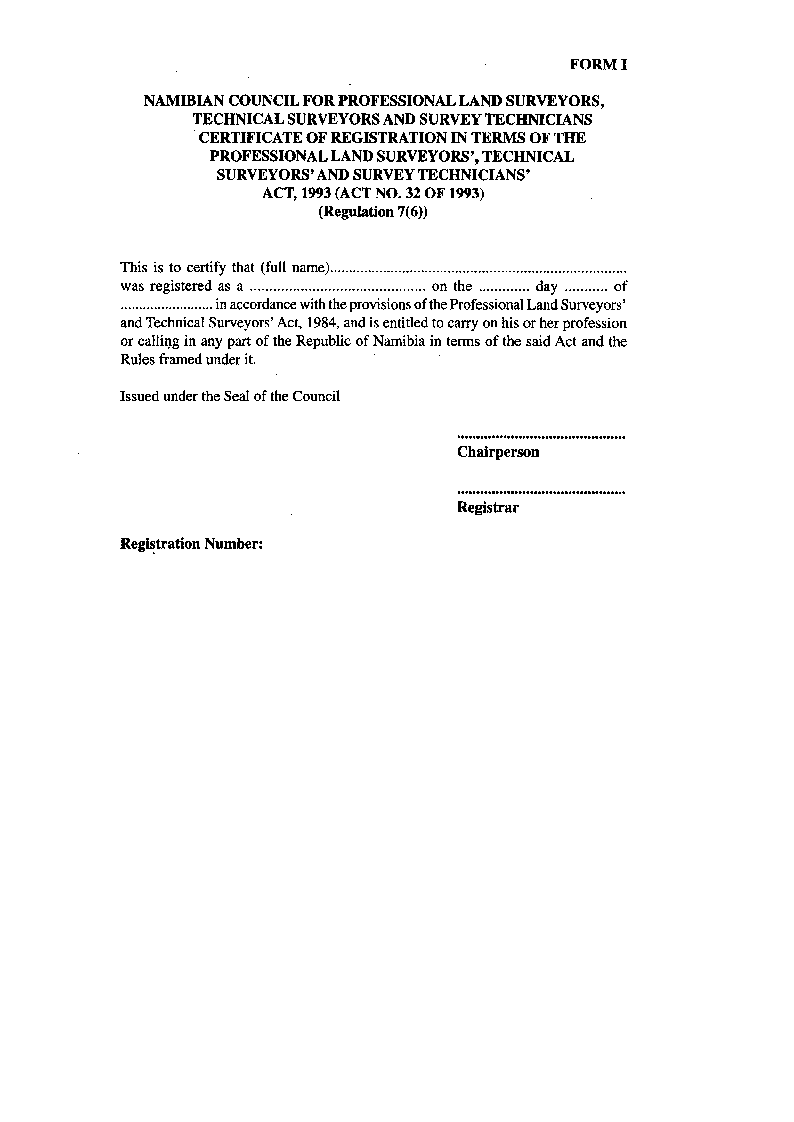 FORM I
NAMIBIAN COUNCIL FOR PROFESSIONAL LAND SURVEYORS,
TECHNICAL SURVEYORS AND SURVEY TECHNICIANS
CERTIFICATE OF REGISTRATION IN TERMS OF THE
PROFESSIONAL LAND SURVEYORS', TECHNICAL
SURVEYORS' AND SURVEY TECHNICIANS'
ACT, 1993 (ACT NO. 32 OF 1993)
(Regulation 7(6))
This is to certify that (full name)...............................................................................
was registered as a ............................................... on the ............. day ........... of
......................... in accordance with the provisions of the Professional Land Surveyors'
and Technical Surveyors' Act, 1984, and is entitled to carry on his or her profession
or calling in any part of the Republic of Namibia in terms of the said Act and the
Rules framed under it.
Issued under the Seal of the Council
.............................................
Chairperson
.............................................
Registrar
Registration Number: